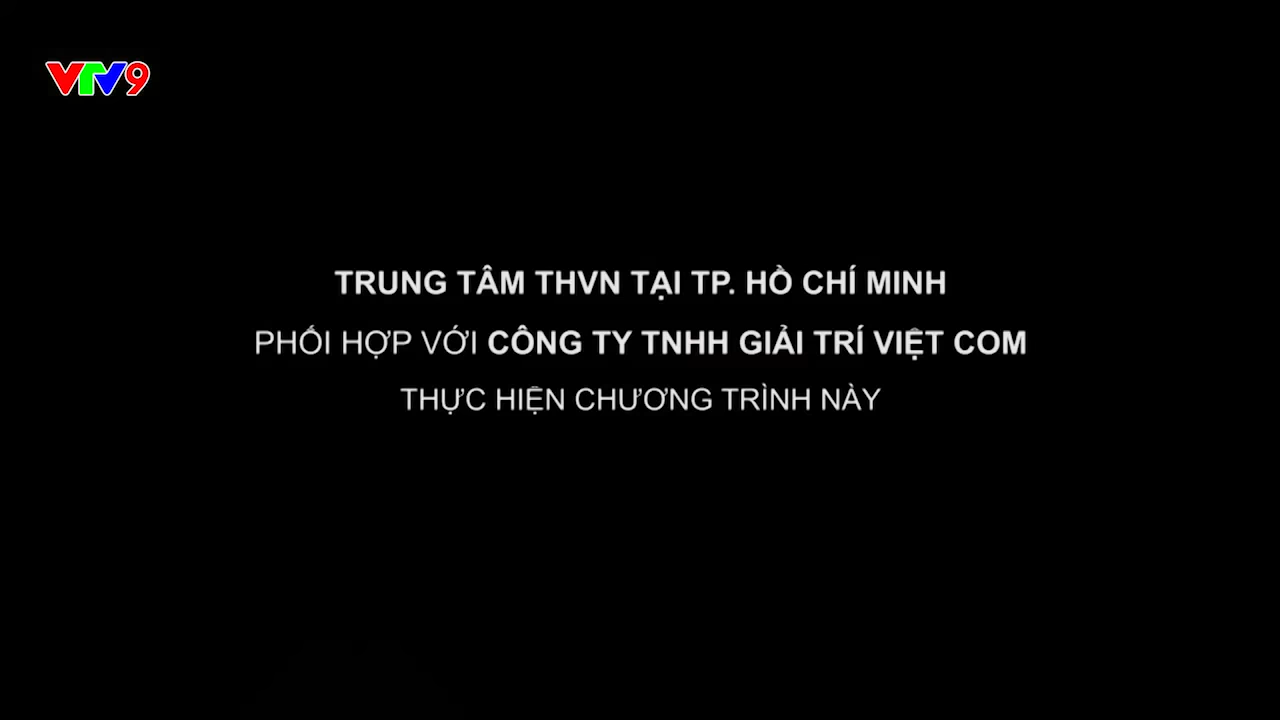 VTV9
TRUNG TÂM THVN TẠI TP. HỒ CHÍ MINH
PHỐI HỢP VỚI CÔNG TY TNHH GIẢI TRÍ VIỆT COM
THỰC HIỆN CHƯƠNG TRÌNH NÀY